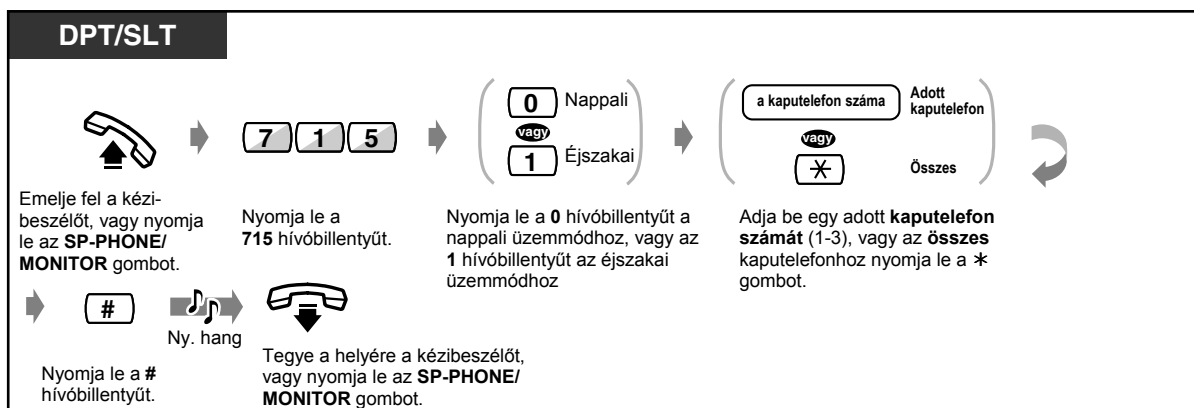 DPT/SLT
7 1 5
0 Nappali
vagy
1 Éjszakai
a kaputelefon száma
Adott
kaputelefon
vagy
* Összes
Emelje fel a kézi-
beszélőt, vagy nyomja
le az SP-PHONE/
MONITOR gombot.
Nyomja le a
715 hívóbillentyűt.
Nyomja le a 0 hívóbillentyűt a
nappali üzemmódhoz, vagy az
1 hívóbillentyűt az éjszakai
üzemmódhoz
Adja be egy adott kaputelefon
számát (1-3), vagy az összes
kaputelefonhoz nyomja le a *
gombot.
#
Ny. hang
Nyomja le a #
hívóbillentyűt.
Tegye a helyére a kézibeszélőt,
vagy nyomja le az SP-PHONE/
MONITOR gombot.